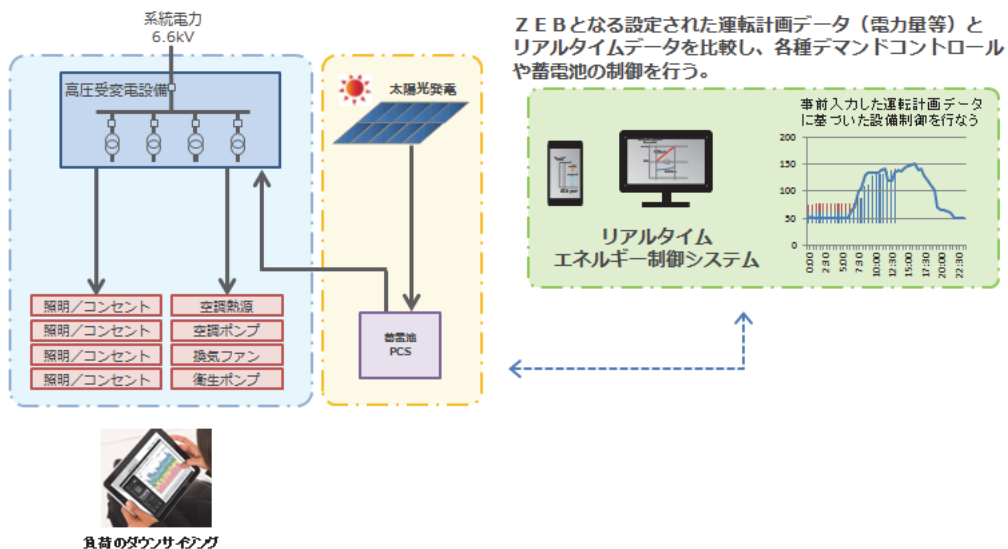 系統電力
6.6kV
高圧受変電設備
太陽光発電
照明／コンセント
照明／コンセント
照明／コンセント
照明／コンセント
空調熱源
空調ポンプ
換気ファン
衛生ポンプ
蓄電池
PCS
負荷のダウンサイジング
ＺＥＢとなる設定された運転計画データ（電力量等）と
リアルタイムデータを比較し、各種デマンドコントロール
や蓄電池の制御を行う。
リアルタイム
エネルギー制御システム
事前入力した運転計画データ
に基づいた設備制御を行なう
200
150
100
50
0
0:00
2:30
5:00
7:30
10:00
12:30
15:00
17:30
20:00
22:30